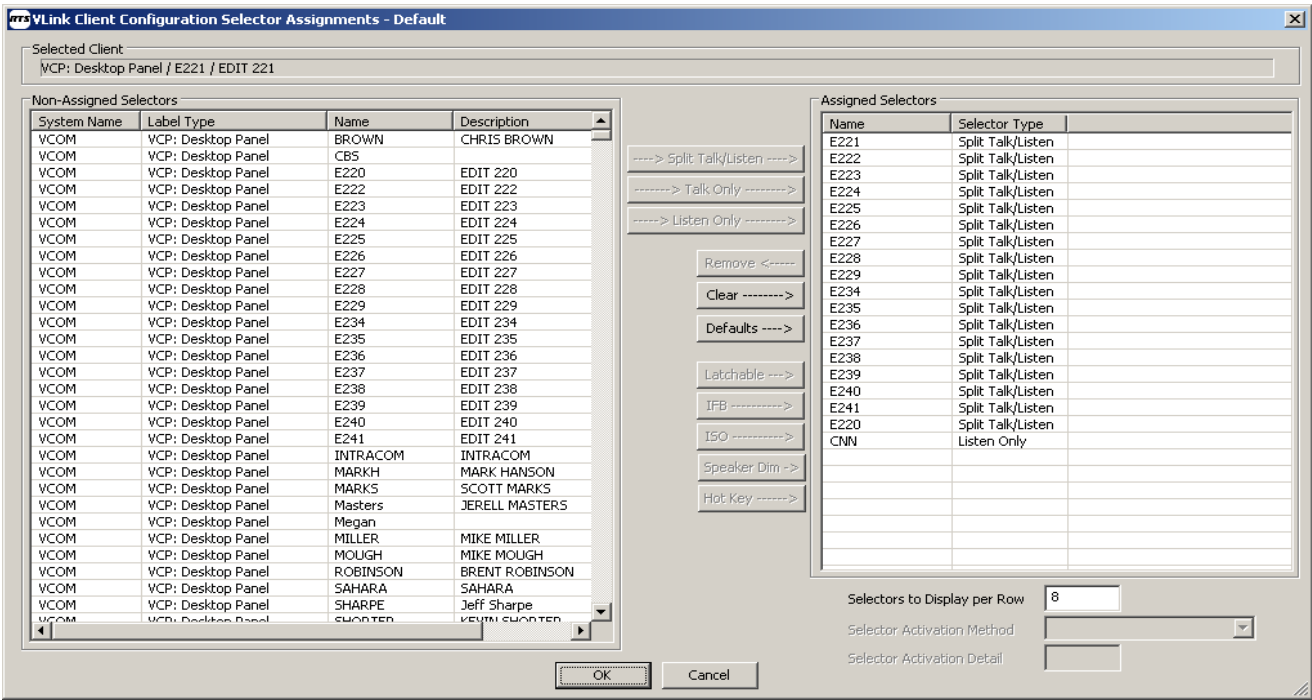 RTS VLink Client Configuration Selector Assignments - Default
Selected Client
VCP: Desktop Panel / E221 / EDIT 221
Non-Assigned Selectors
System Name Label Type Name Description
VCOM VCP: Desktop Panel BROWN CHRIS BROWN
VCOM VCP: Desktop Panel CBS
VCOM VCP: Desktop Panel E220 EDIT 220
VCOM VCP: Desktop Panel E222 EDIT 222
VCOM VCP: Desktop Panel E223 EDIT 223
VCOM VCP: Desktop Panel E224 EDIT 224
VCOM VCP: Desktop Panel E225 EDIT 225
VCOM VCP: Desktop Panel E226 EDIT 226
VCOM VCP: Desktop Panel E227 EDIT 227
VCOM VCP: Desktop Panel E228 EDIT 228
VCOM VCP: Desktop Panel E229 EDIT 229
VCOM VCP: Desktop Panel E234 EDIT 234
VCOM VCP: Desktop Panel E235 EDIT 235
VCOM VCP: Desktop Panel E236 EDIT 236
VCOM VCP: Desktop Panel E237 EDIT 237
VCOM VCP: Desktop Panel E238 EDIT 238
VCOM VCP: Desktop Panel E239 EDIT 239
VCOM VCP: Desktop Panel E240 EDIT 240
VCOM VCP: Desktop Panel E241 EDIT 241
VCOM VCP: Desktop Panel INTRACOM INTRACOM
VCOM VCP: Desktop Panel MARKH MARK HANSON
VCOM VCP: Desktop Panel MARKS SCOTT MARKS
VCOM VCP: Desktop Panel Masters JERELL MASTERS
VCOM VCP: Desktop Panel Megan
VCOM VCP: Desktop Panel MILLER MIKE MILLER
VCOM VCP: Desktop Panel MOUGH MIKE MOUGH
VCOM VCP: Desktop Panel ROBINSON BRENT ROBINSON
VCOM VCP: Desktop Panel SAHARA SAHARA
VCOM VCP: Desktop Panel SHARPE Jeff Sharpe
VCOM VCP: Desktop Panel SHORTER KEVIN SHORTER
----> Split Talk/Listen ---->
-------> Talk Only -------->
-----> Listen Only -------->
Remove <-----
Clear -------->
Defaults ---->
Latchable --->
IFB ---------->
ISO ---------->
Speaker Dim ->
Hot Key ------>
Assigned Selectors
Name Selector Type
E221 Split Talk/Listen
E222 Split Talk/Listen
E223 Split Talk/Listen
E224 Split Talk/Listen
E225 Split Talk/Listen
E226 Split Talk/Listen
E227 Split Talk/Listen
E228 Split Talk/Listen
E229 Split Talk/Listen
E234 Split Talk/Listen
E235 Split Talk/Listen
E236 Split Talk/Listen
E237 Split Talk/Listen
E238 Split Talk/Listen
E239 Split Talk/Listen
E240 Split Talk/Listen
E241 Split Talk/Listen
E220 Split Talk/Listen
CNN Listen Only
Selectors to Display per Row 8
Selector Activation Method
Selector Activation Detail
OK Cancel